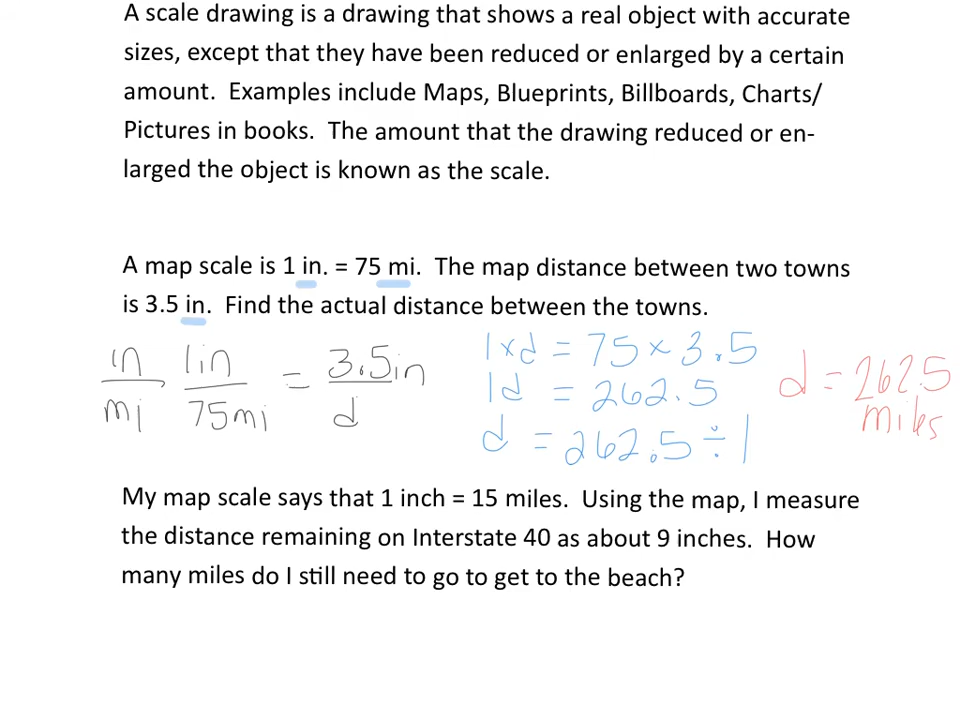 A scale drawing is a drawing that shows a real object with accurate
sizes, except that they have been reduced or enlarged by a certain
amount.  Examples include Maps, Blueprints, Billboards, Charts/
Pictures in books.  The amount that the drawing reduced or en-
larged the object is known as the scale.
A map scale is 1 in. = 75 mi.  The map distance between two towns
is 3.5 in.  Find the actual distance between the towns.
in/mi 1in/75mi = 3.5in/d
1 x d = 75 x 3.5
1d = 262.5
d = 262.5 ÷ 1
d = 262.5
miles
My map scale says that 1 inch = 15 miles.  Using the map, I measure
the distance remaining on Interstate 40 as about 9 inches.  How
many miles do I still need to go to get to the beach?